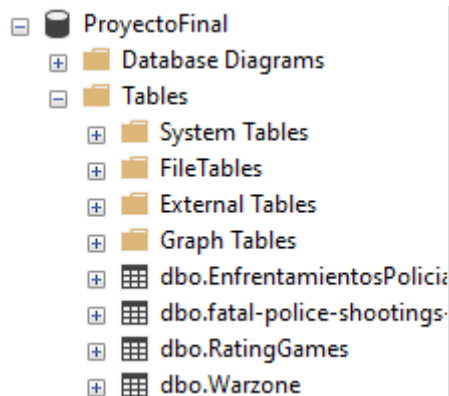 ProyectoFinal
Database Diagrams
Tables
System Tables
FileTables
External Tables
Graph Tables
dbo.EnfrentamientosPolicia
dbo.fatal-police-shootings-
dbo.RatingGames
dbo.Warzone